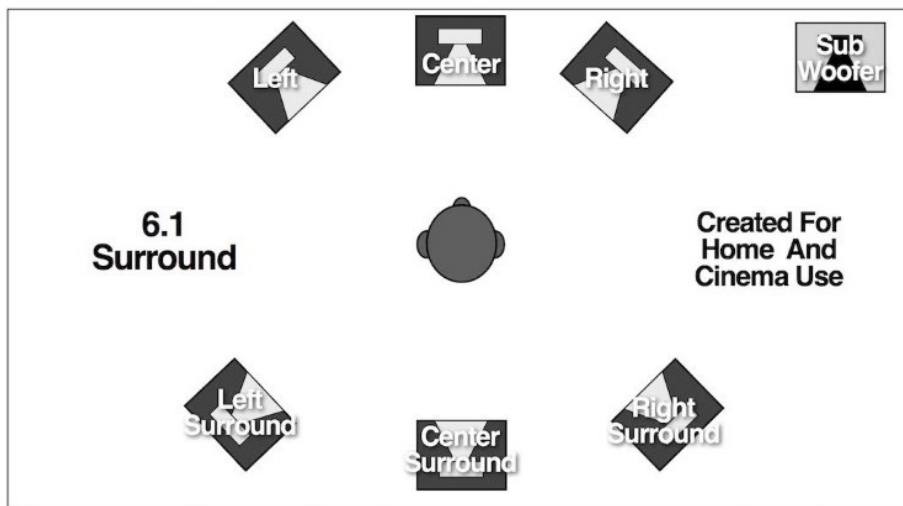 Left
Center
Right
Sub
Woofer
6.1
Surround
Created For
Home And
Cinema Use
Left
Surround
Center
Surround
Right
Surround